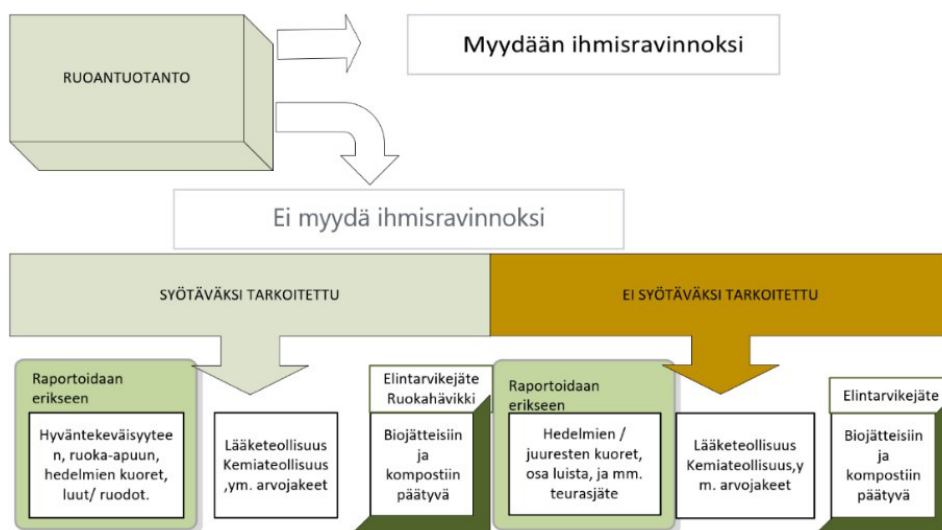 Myydään ihmisravinnoksi
RUOANTUOTANTO
Ei myydä ihmisravinnoksi
SYÖTÄVÄKSI TARKOITETTU
EI SYÖTÄVÄKSI TARKOITETTU
Raportoidaan
erikseen
Hyväntekeväisyytee
n, ruoka-apuun,
hedelmien kuoret,
luut/ ruodot.
Lääketeollisuus
Kemiateollisuus
,ym. arvojakeet
Elintarvikejäte
Ruokahävikki
Biojätteisiin
ja
kompostiin
päätyvä
Raportoidaan
erikseen
Hedelmien /
juuresten kuoret,
osa luista, ja mm.
teurasjäte
Lääketeollisuus
Kemiateollisuus,y
m. arvojakeet
Elintarvikejäte
Biojätteisiin
ja
kompostiin
päätyvä